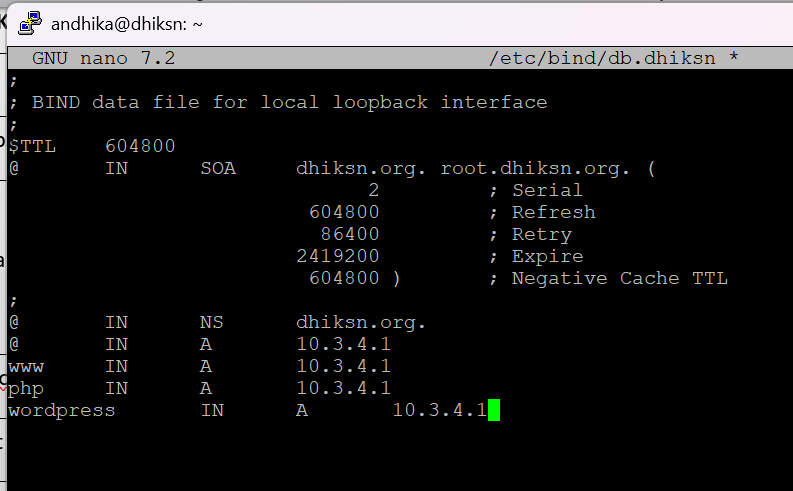 andhika@dhiksn: ~
GNU nano 7.2 /etc/bind/db.dhiksn *
;
; BIND data file for local loopback interface
;
$TTL 604800
@ IN SOA dhiksn.org. root.dhiksn.org. (
2 ; Serial
604800 ; Refresh
86400 ; Retry
2419200 ; Expire
604800 ) ; Negative Cache TTL
;
@ IN NS dhiksn.org.
@ IN A 10.3.4.1
www IN A 10.3.4.1
php IN A 10.3.4.1
wordpress IN A 10.3.4.1